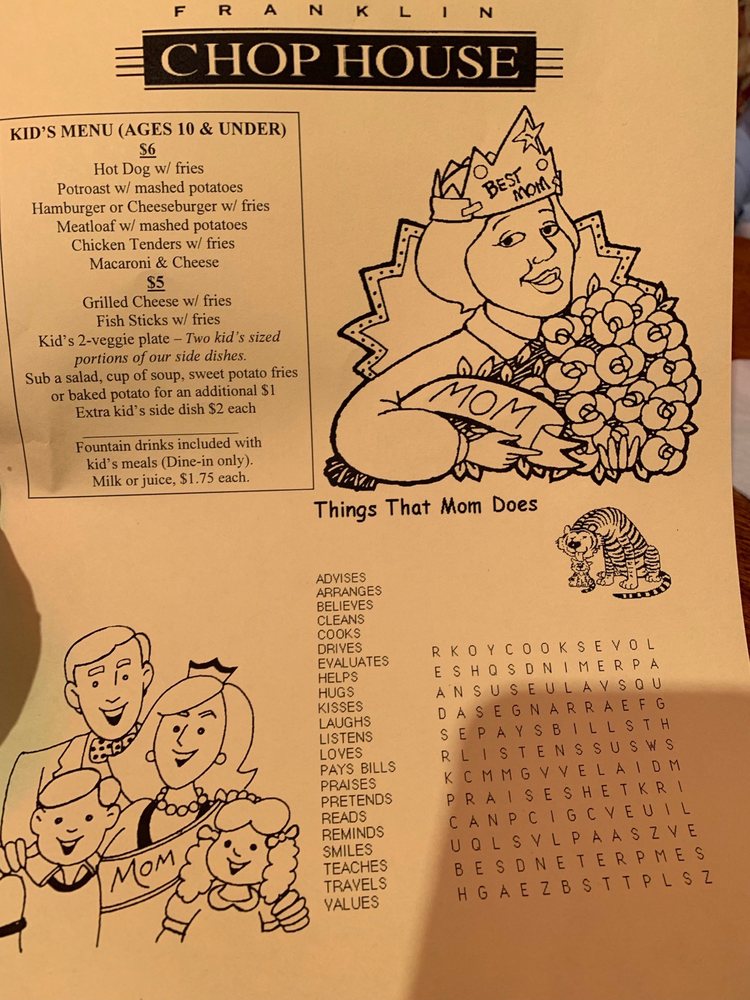 FRANKLIN
CHOP HOUSE
KID'S MENU (AGES 10 & UNDER)
$6
Hot Dog w/ fries
Potroast w/ mashed potatoes
Hamburger or Cheeseburger w/ fries
Meatloaf w/ mashed potatoes
Chicken Tenders w/ fries
Macaroni & Cheese
$5
Grilled Cheese w/ fries
Fish Sticks w/ fries
Kid's 2-veggie plate – Two kid's sized
portions of our side dishes.
Sub a salad, cup of soup, sweet potato fries
or baked potato for an additional $1
Extra kid's side dish $2 each
Fountain drinks included with
kid's meals (Dine-in only).
Milk or juice, $1.75 each.
BEST
MOM
MOM
Things That Mom Does
ADVISES
ARRANGES
BELIEVES
CLEANS
COOKS
DRIVES
EVALUATES
HELPS
HUGS
KISSES
LAUGHS
LISTENS
LOVES
PAYS BILLS
PRAISES
PRETENDS
READS
REMINDS
SMILES
TEACHES
TRAVELS
VALUES
R K O Y C O O K S E V O L
E S H Q S D N I M E R P A
A N S U S E U L A V S Q U
D A S E G N A R R A E F G
S E P A Y S B I L L S T H
R L I S T E N S S U S W S
K C M M G V V E L A I D M
P R A I S E S H E T K R I
C A N P C I G C V E U I L
U Q L S V L P A A S Z V E
B E S D N E T E R P M E S
H G A E Z B S T T P L S Z
MOM